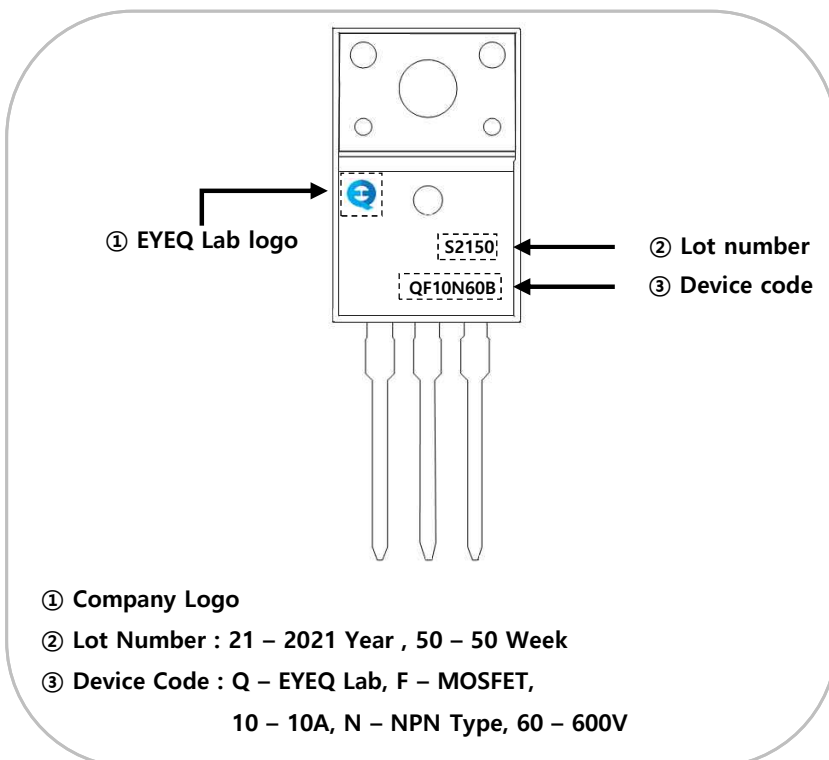 ① EYEQ Lab logo
S2150
② Lot number
QF10N60B
③ Device code
① Company Logo
② Lot Number : 21 – 2021 Year , 50 – 50 Week
③ Device Code : Q – EYEQ Lab, F – MOSFET,
10 – 10A, N – NPN Type, 60 – 600V